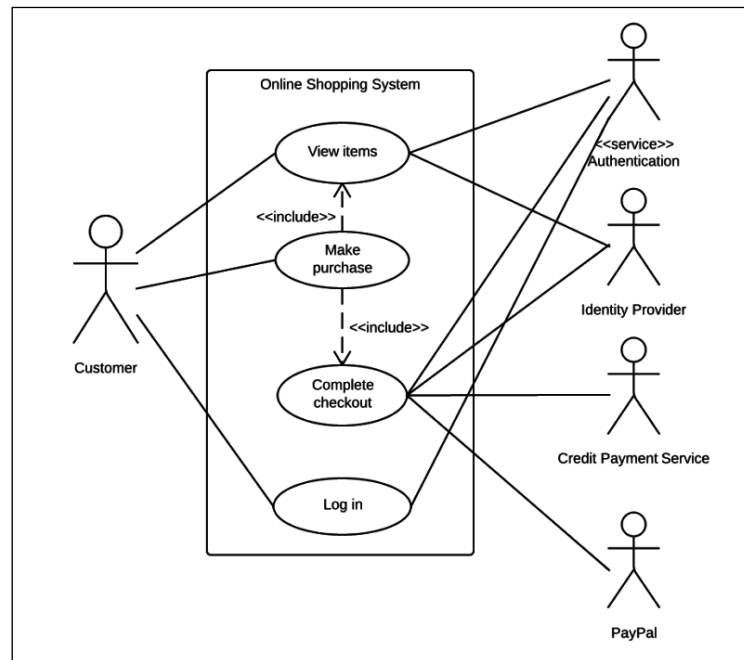 Online Shopping System
View items
<<service>>
Authentication
<<include>>
Make
purchase
Identity Provider
<<include>>
Customer
Complete
checkout
Credit Payment Service
Log in
PayPal